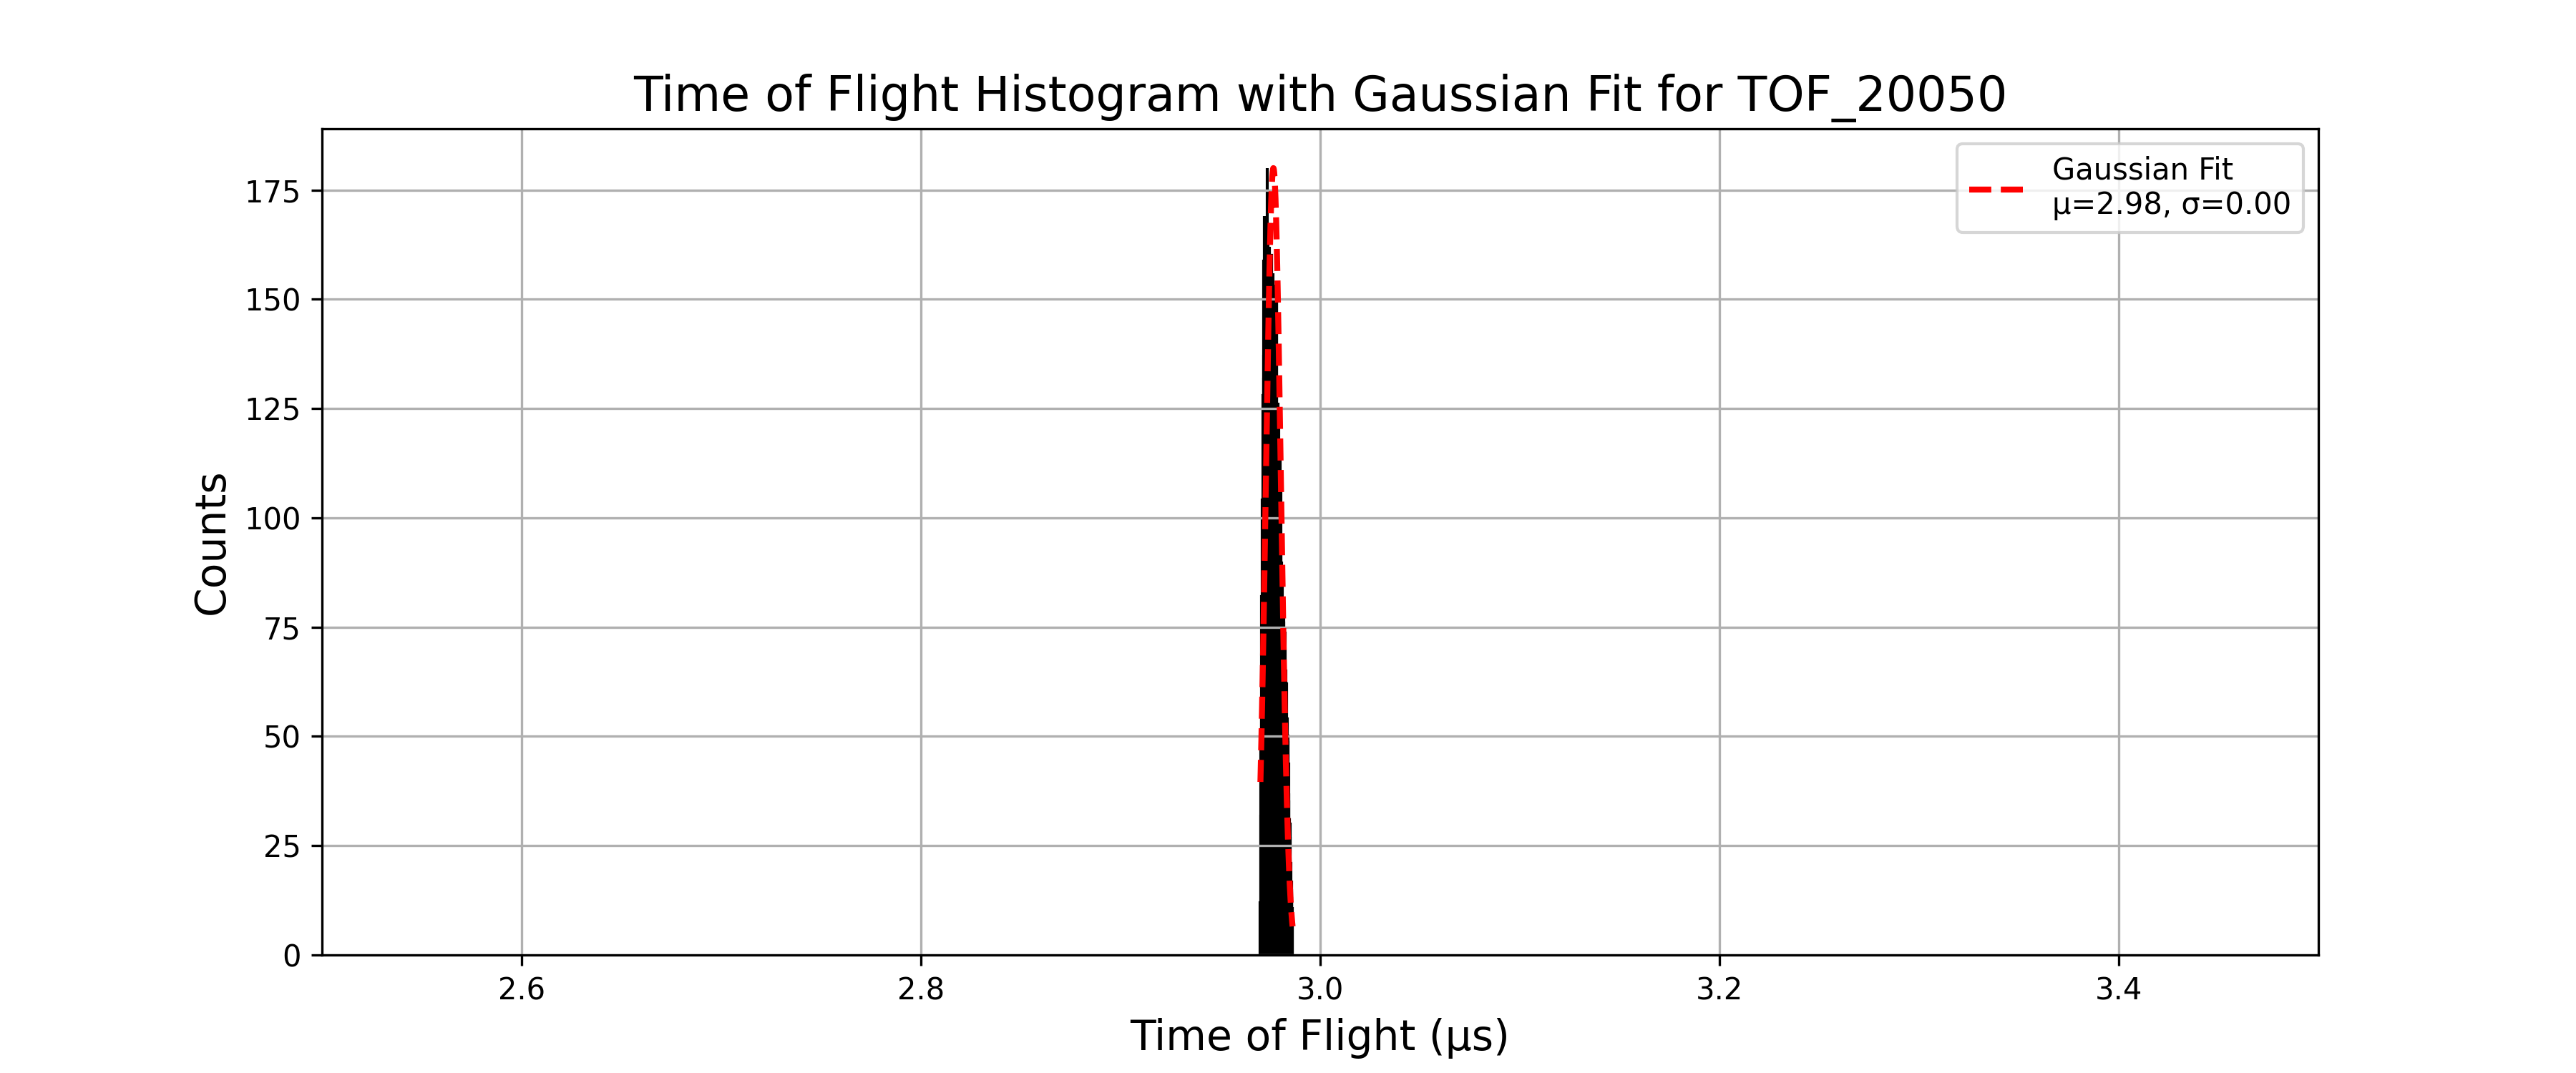 Time of Flight Histogram with Gaussian Fit for TOF_20050
Gaussian Fit
μ=2.98, σ=0.00
175
150
125
100
75
50
25
0
Counts
2.6
2.8
3.0
3.2
3.4
Time of Flight (μs)